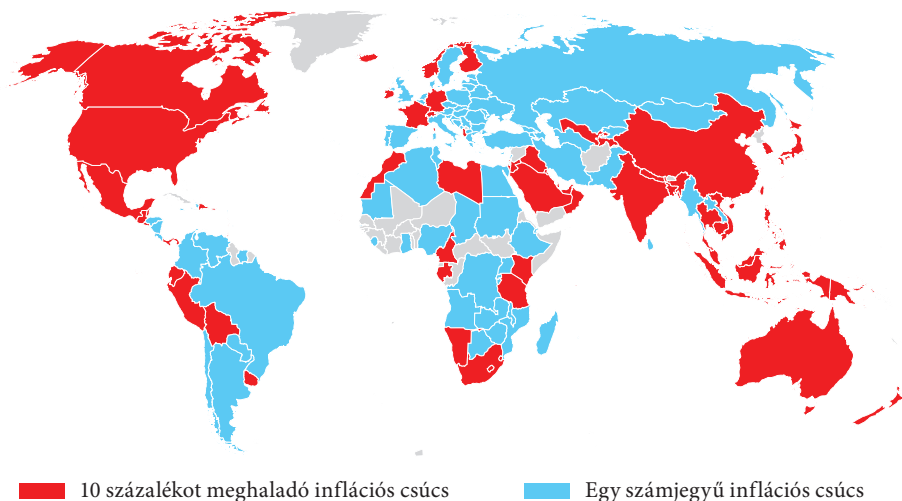 10 százalékot meghaladó inflációs csúcs
Egy számjegyű inflációs csúcs